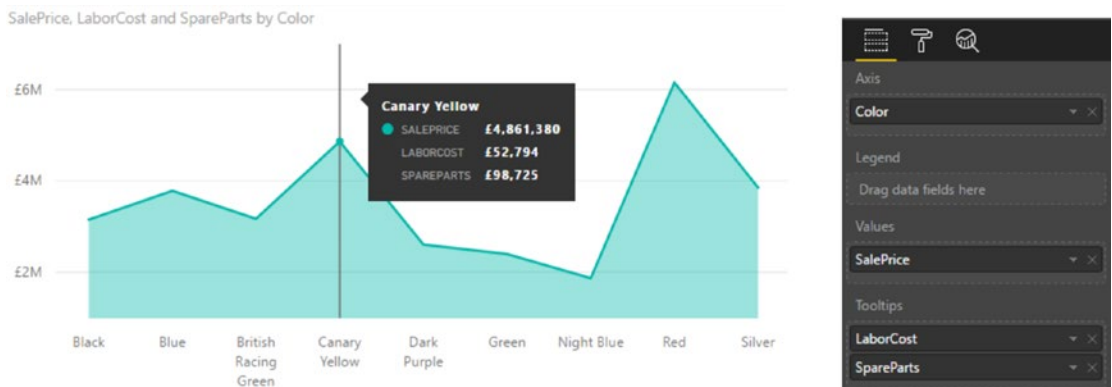 SalePrice, LaborCost and SpareParts by Color
£6M
£4M
£2M
Canary Yellow
SALEPRICE £4,861,380
LABORCOST £52,794
SPAREPARTS £98,725
Black
Blue
British
Racing
Green
Canary
Yellow
Dark
Purple
Green
Night Blue
Red
Silver
Axis
Color
Legend
Drag data fields here
Values
SalePrice
Tooltips
LaborCost
SpareParts